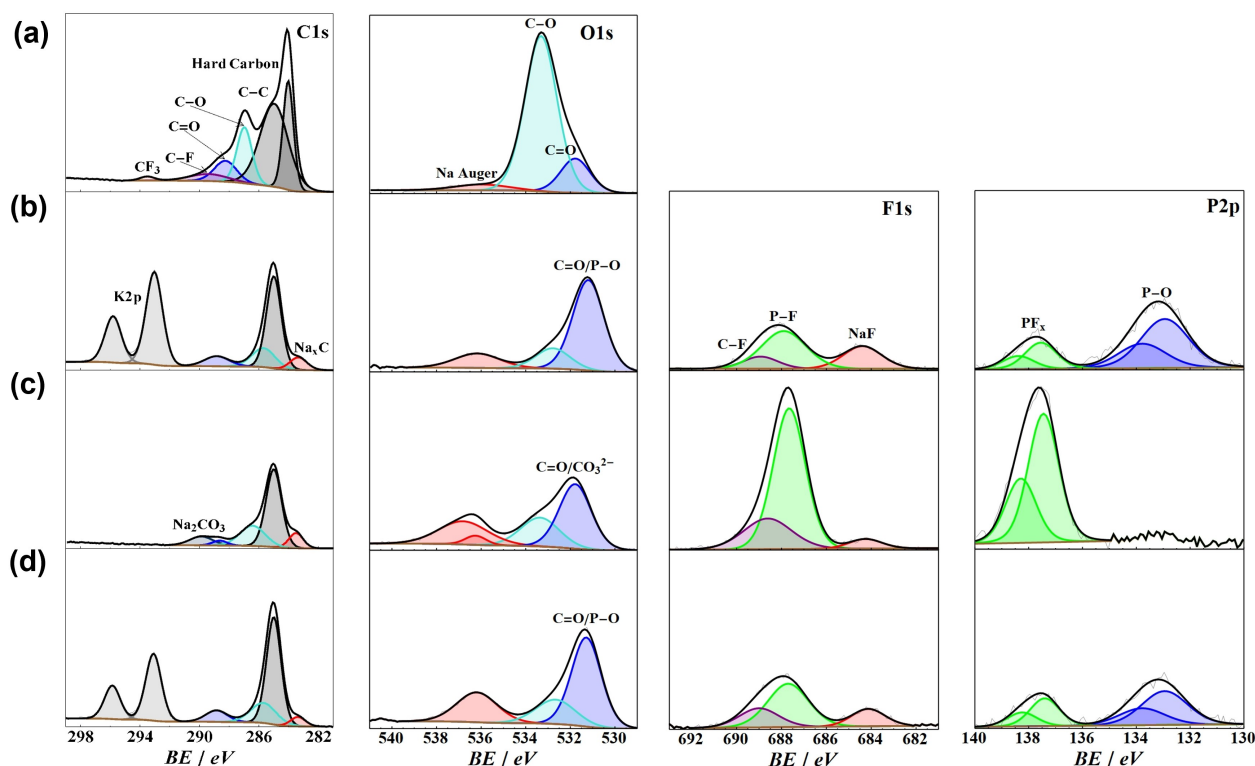 (a)
C1s
Hard Carbon
C–C
C–O
C=O
C–F
CF3
O1s
C–O
C=O
Na Auger
(b)
K2p
NaxC
C=O/P–O
F1s
P–F
C–F
NaF
P2p
P–O
PFx
(c)
Na2CO3
C=O/CO3²⁻
(d)
C=O/P–O
298 294 290 286 282
BE / eV
540 538 536 534 532 530
BE / eV
692 690 688 686 684 682
BE / eV
140 138 136 134 132 130
BE / eV